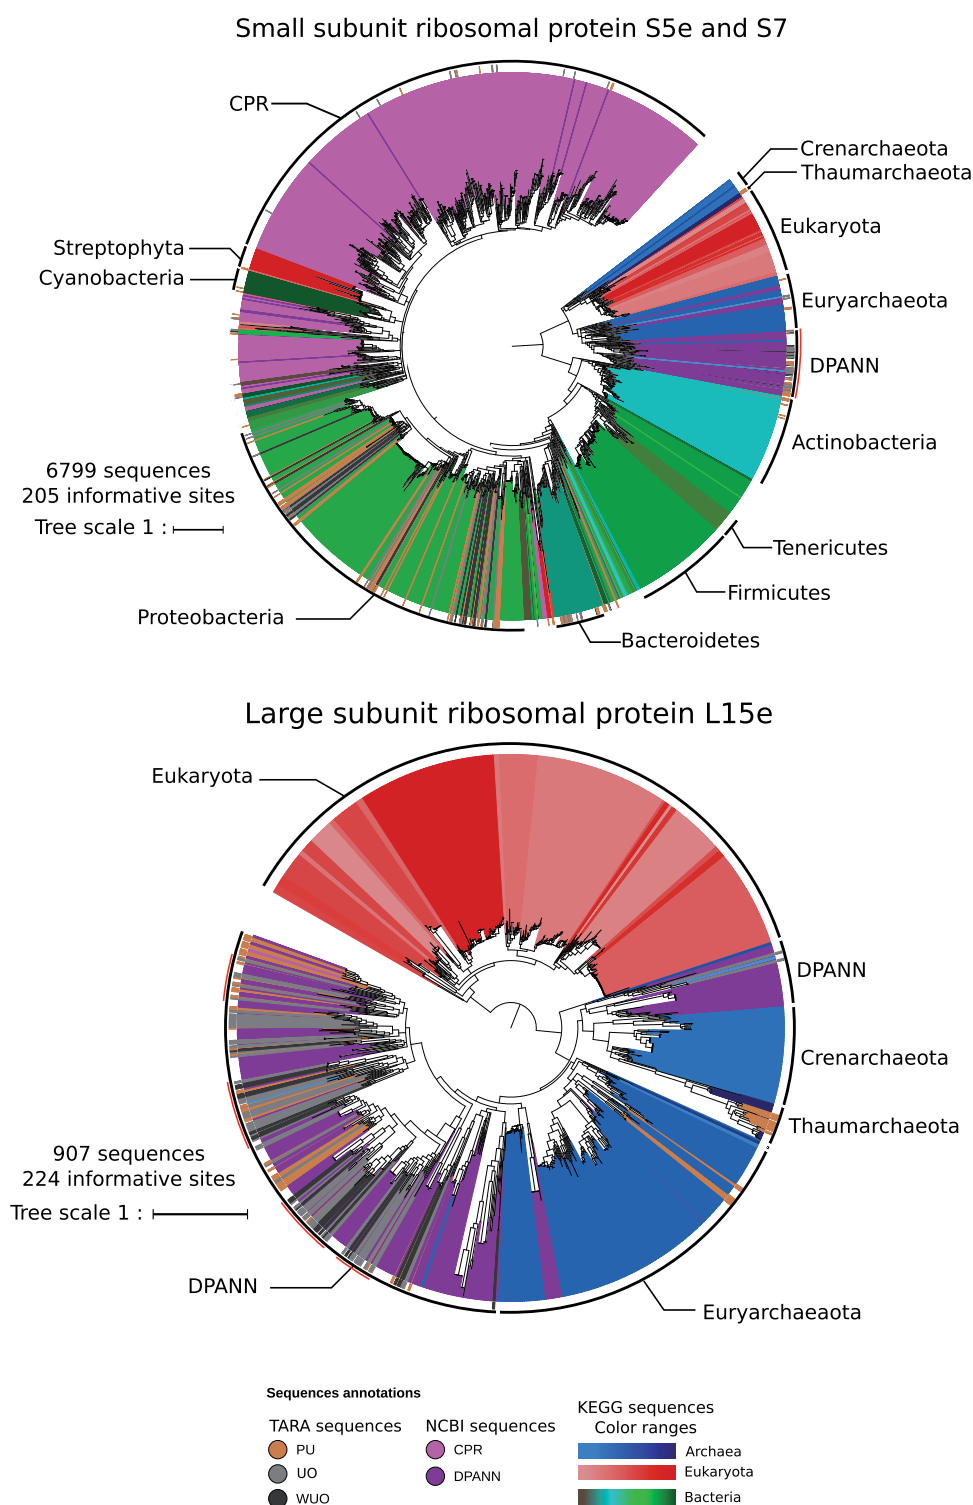 Small subunit ribosomal protein S5e and S7
CPR
Crenarchaeota
Thaumarchaeota
Eukaryota
Streptophyta
Cyanobacteria
Euryarchaeota
DPANN
Actinobacteria
6799 sequences
205 informative sites
Tree scale 1 :
Tenericutes
Firmicutes
Proteobacteria
Bacteroidetes
Large subunit ribosomal protein L15e
Eukaryota
DPANN
Crenarchaeota
Thaumarchaeota
907 sequences
224 informative sites
Tree scale 1 :
DPANN
Euryarchaeaota
Sequences annotations
TARA sequences
PU
UO
WUO
NCBI sequences
CPR
DPANN
KEGG sequences
Color ranges
Archaea
Eukaryota
Bacteria